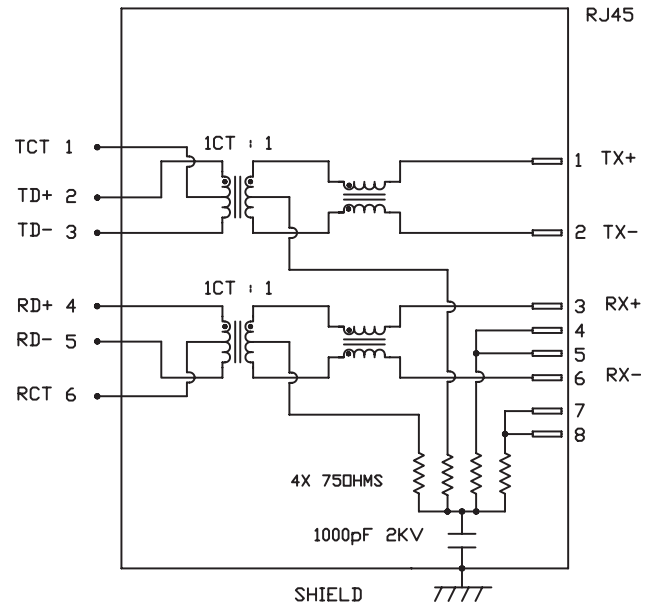 RJ45
TCT 1
1CT : 1
1 TX+
TD+ 2
TD- 3
2 TX-
1CT : 1
RD+ 4
3 RX+
4
RD- 5
5
6 RX-
RCT 6
7
8
4X 75OHMS
1000pF 2KV
SHIELD